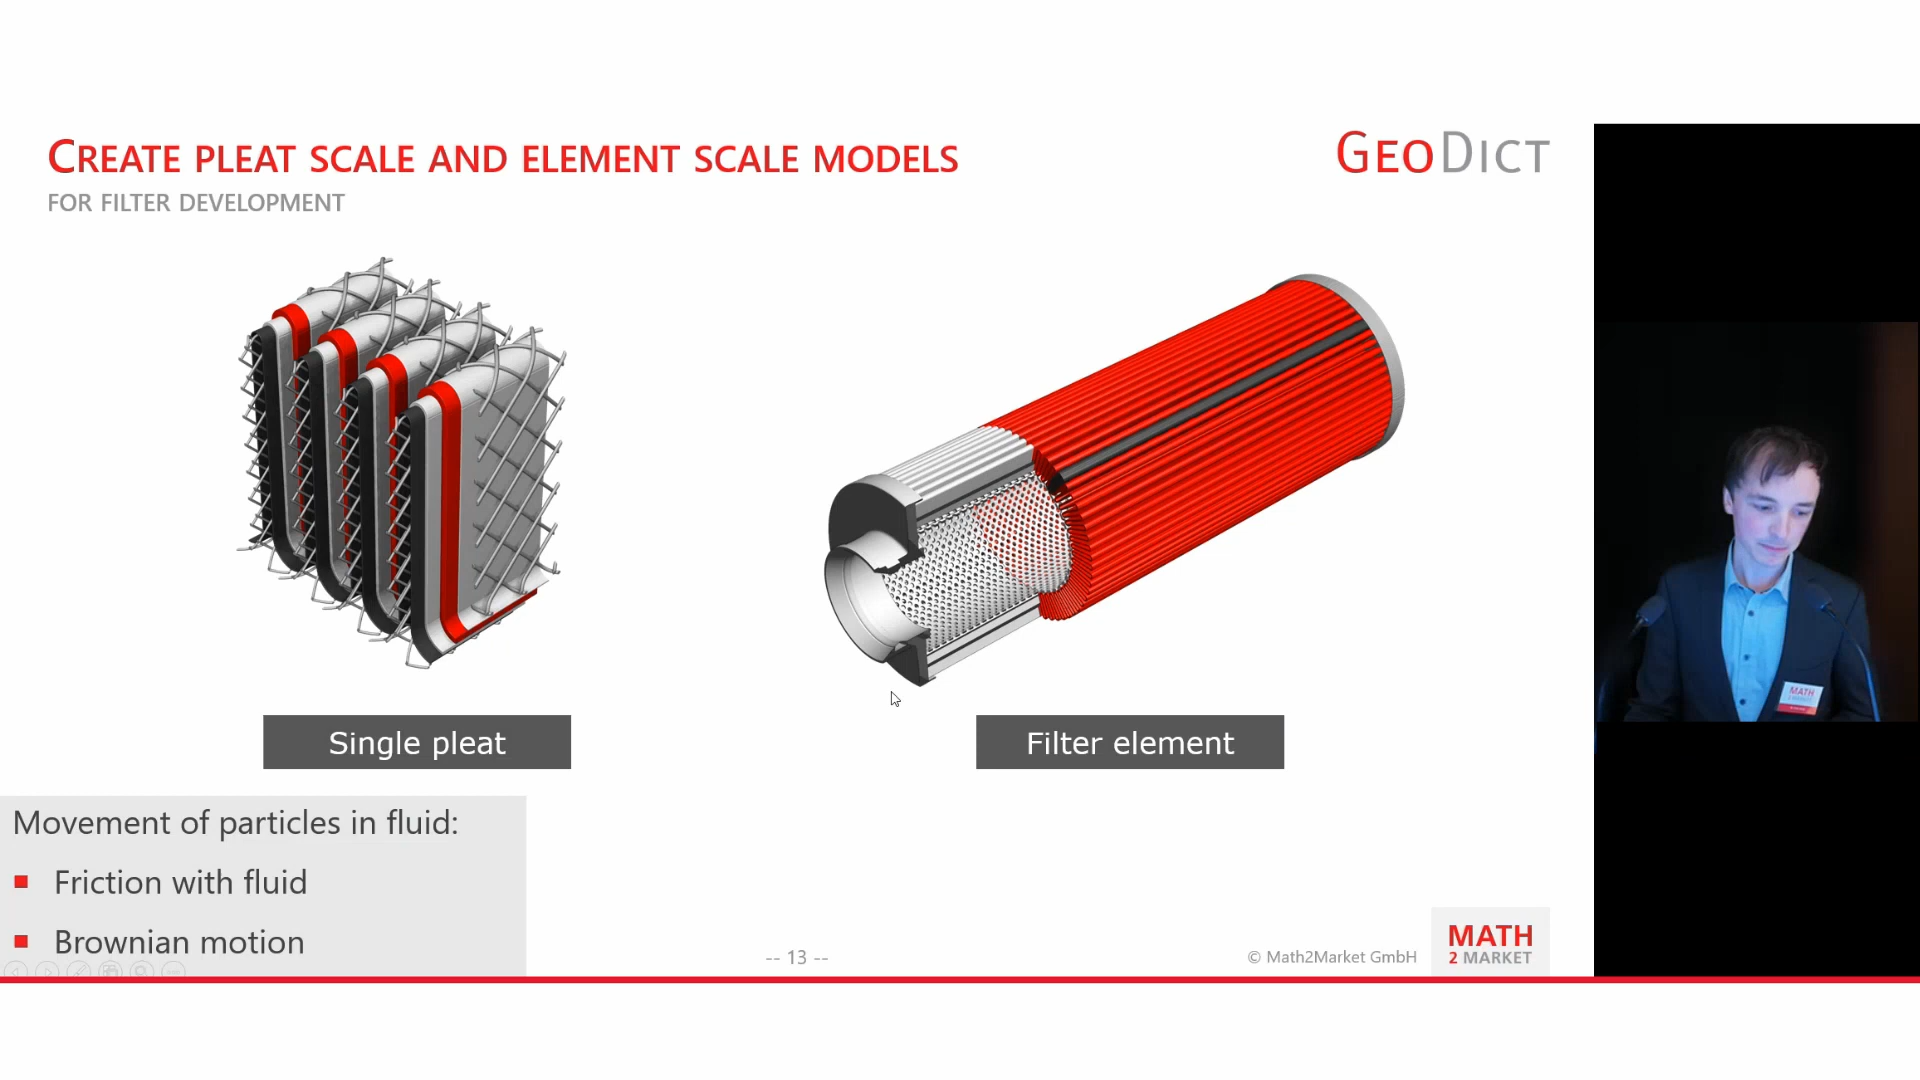 CREATE PLEAT SCALE AND ELEMENT SCALE MODELS
FOR FILTER DEVELOPMENT
GEODICT
Single pleat
Filter element
Movement of particles in fluid:
Friction with fluid
Brownian motion
-- 13 --
© Math2Market GmbH
MATH
2 MARKET
MATH